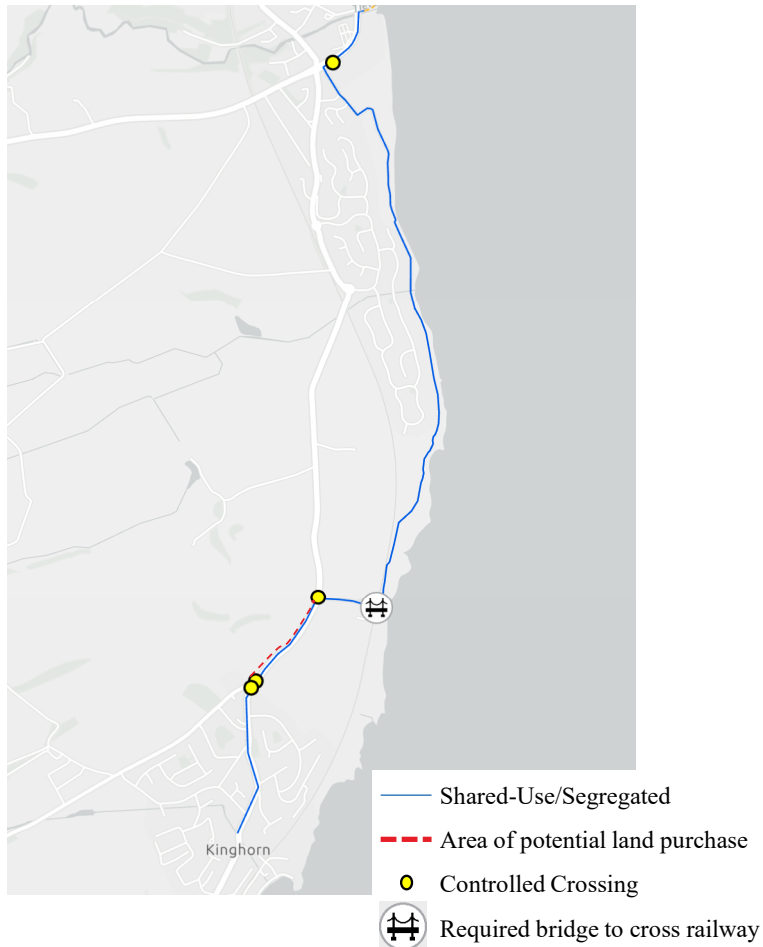 Kinghorn
Shared-Use/Segregated
Area of potential land purchase
Controlled Crossing
Required bridge to cross railway